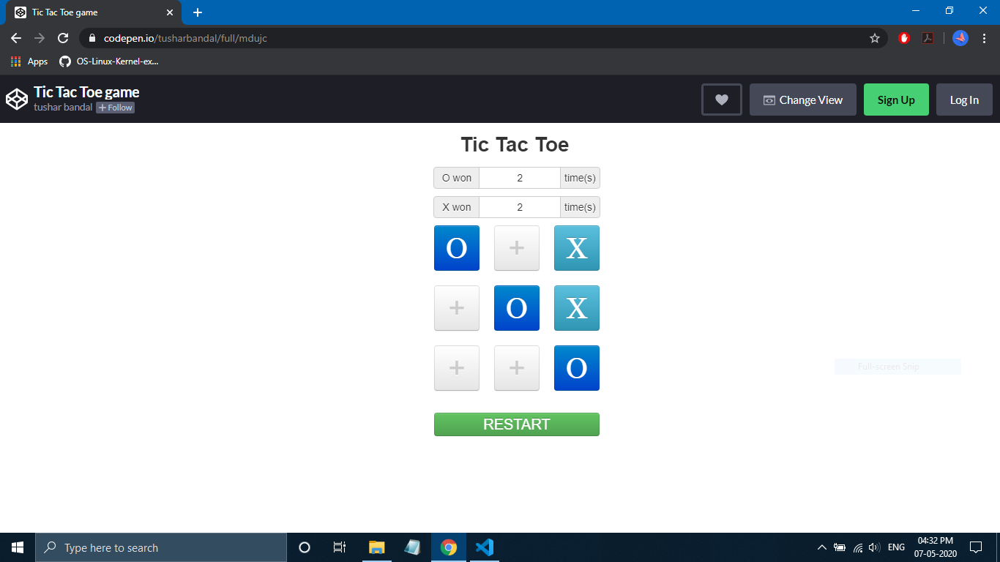 Tic Tac Toe game
codepen.io/tusharbandal/full/mdujc
Apps OS-Linux-Kernel-ex...
Tic Tac Toe game
tushar bandal + Follow
Change View
Sign Up
Log In
Tic Tac Toe
O won 2 time(s)
X won 2 time(s)
O + X
+ O X
+ + O
Full-screen Snip
RESTART
Type here to search
ENG
04:32 PM
07-05-2020